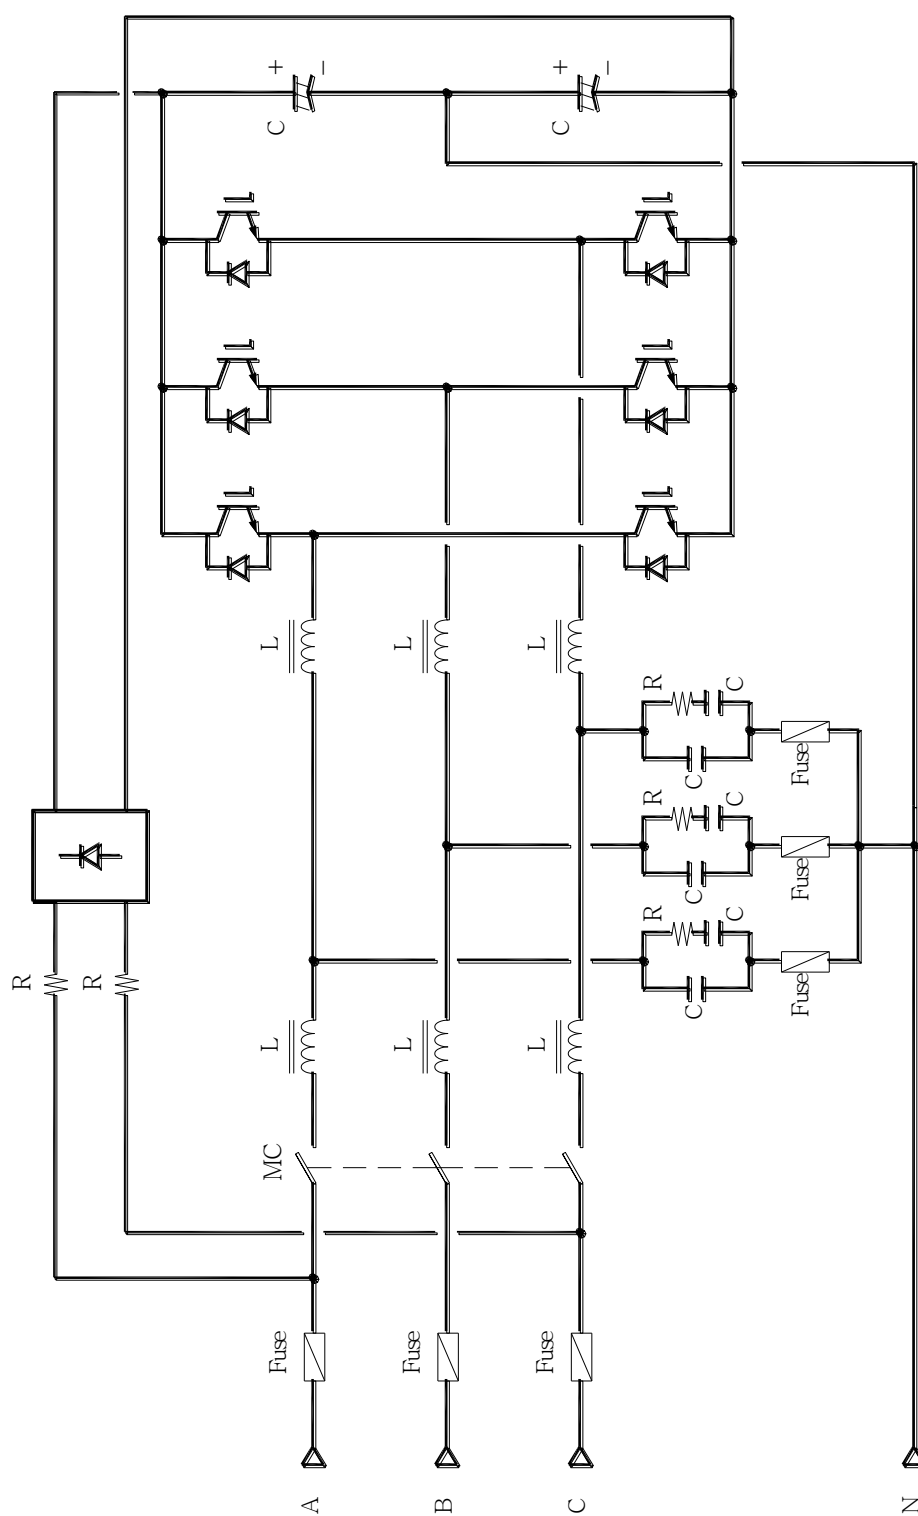 R
R
Fuse MC L L C +
A
−
Fuse L L
B
Fuse L L C +
C
−
R R R
C C C
C C C
Fuse Fuse Fuse
N